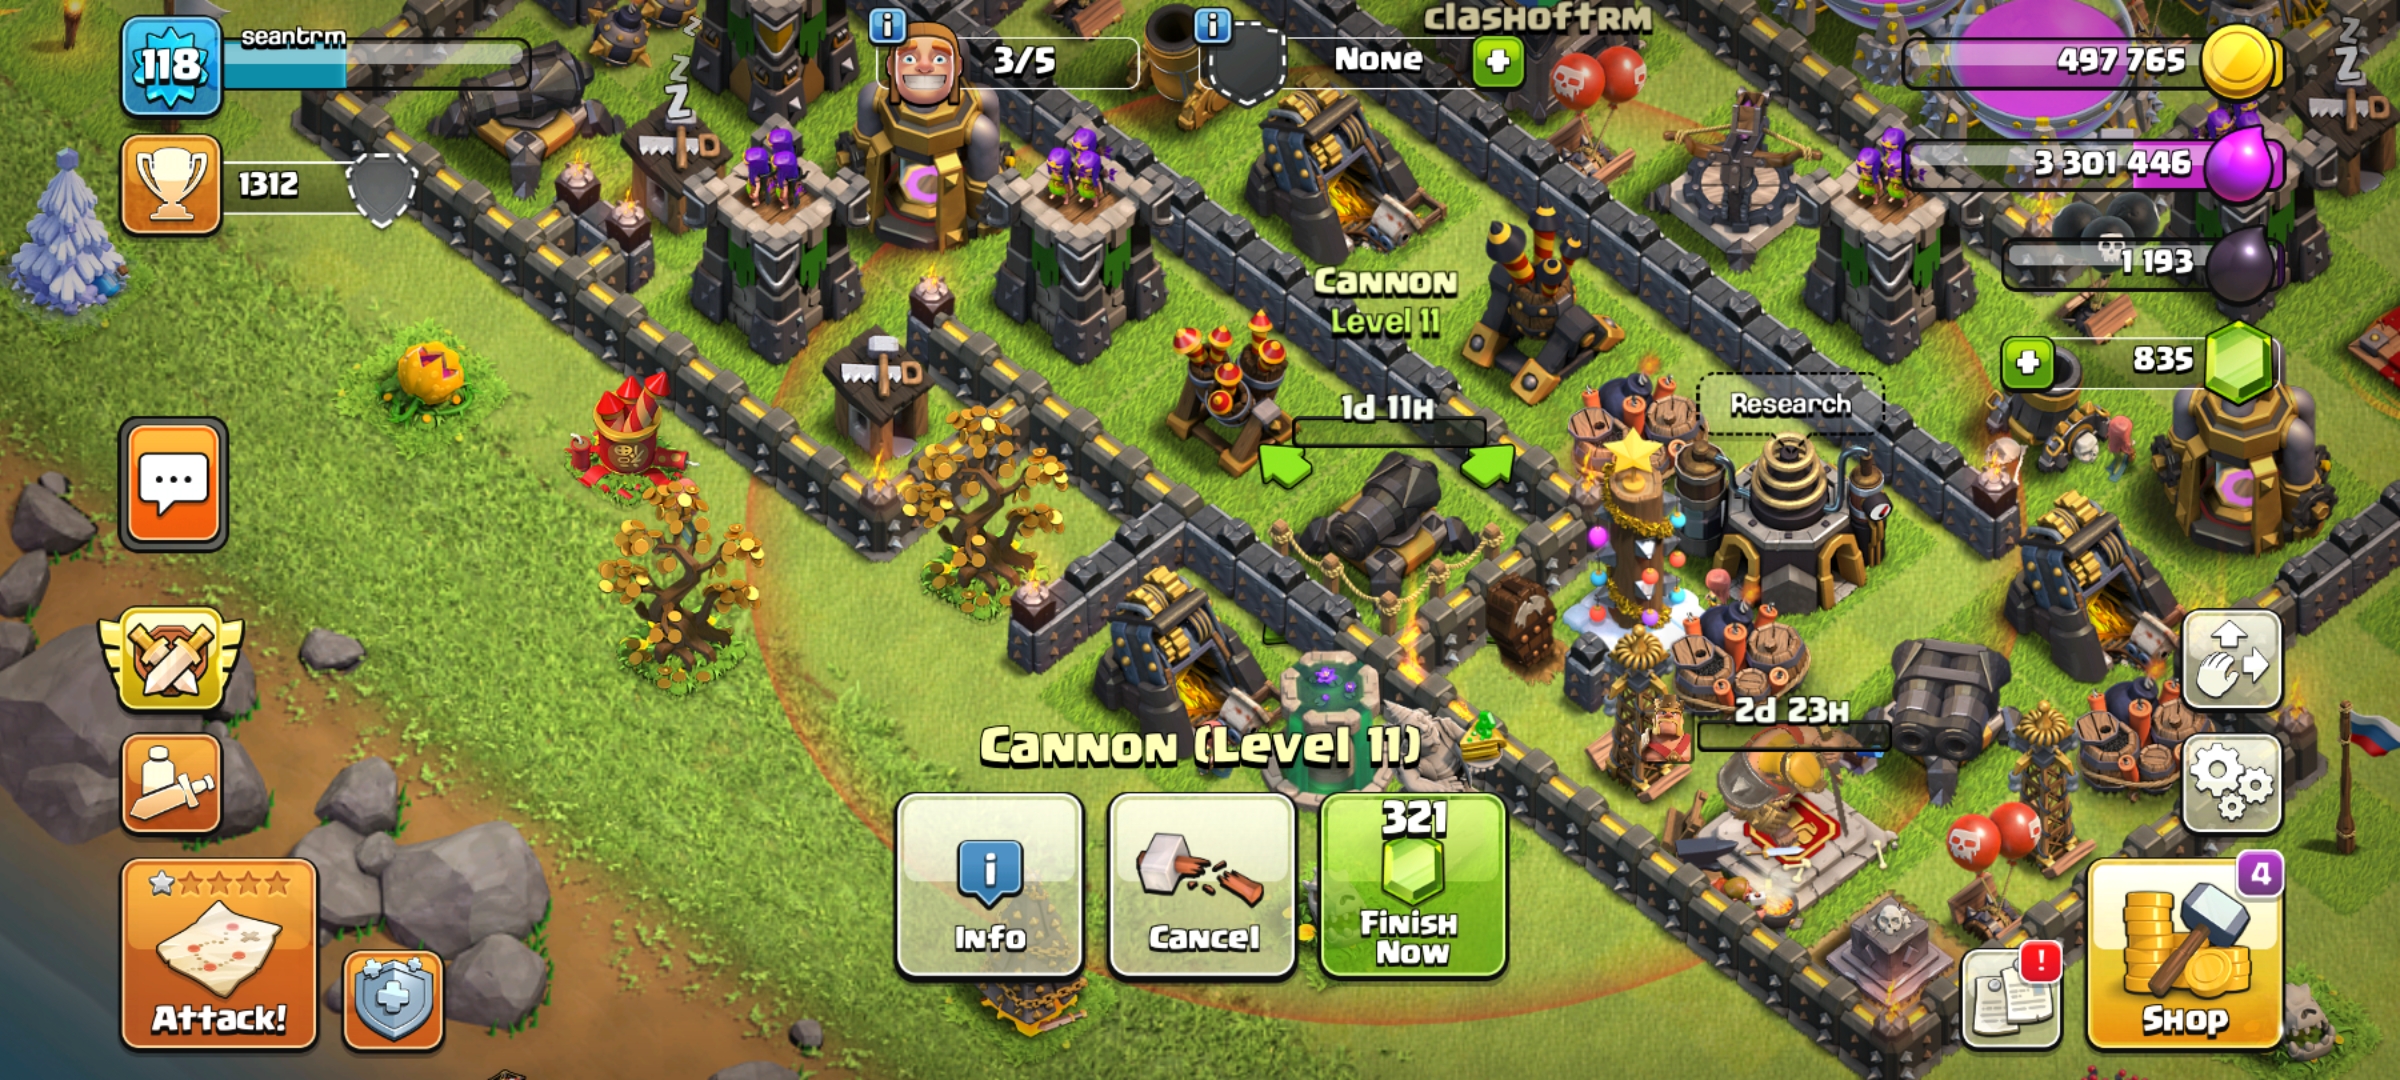 clashoftrm
118
seantrm
3/5
None
497 765
1312
3 301 446
1 193
835
Cannon
Level 11
1d 11H
Research
2d 23H
Cannon (Level 11)
321
Info
Cancel
Finish
Now
Attack!
4
!
Shop
i
i
i
z
z
Z
z
Z